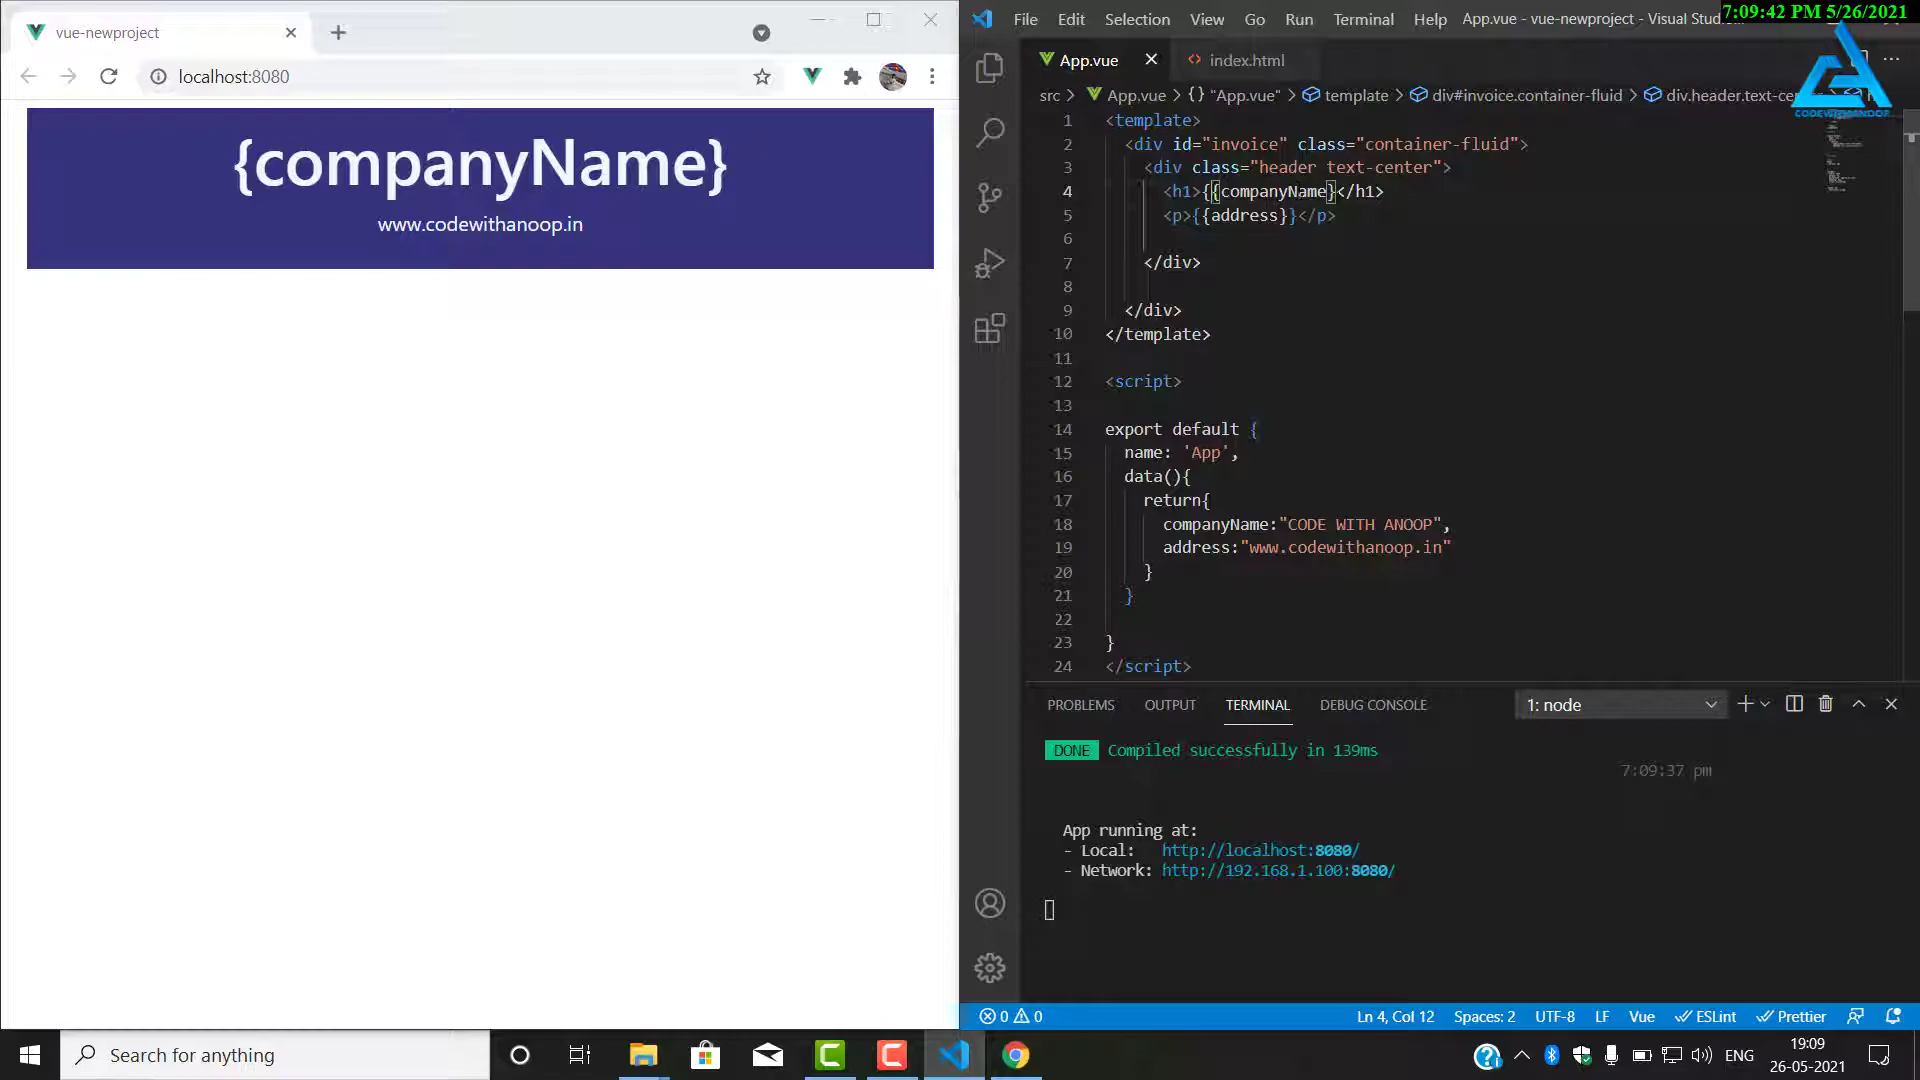 vue-newproject
localhost:8080
{companyName}
www.codewithanoop.in
File Edit Selection View Go Run Terminal Help App.vue - vue-newproject - Visual Studi...
7:09:42 PM 5/26/2021
CODEWITHANOOP
App.vue
index.html
src > App.vue > {} "App.vue" > template > div#invoice.container-fluid > div.header.text-ce
1 <template>
2 <div id="invoice" class="container-fluid">
3 <div class="header text-center">
4 <h1>{{companyName}</h1>
5 <p>{{address}}</p>
6
7 </div>
8
9 </div>
10 </template>
11
12 <script>
13
14 export default {
15 name: 'App',
16 data(){
17 return{
18 companyName:"CODE WITH ANOOP",
19 address:"www.codewithanoop.in"
20 }
21 }
22
23 }
24 </script>
PROBLEMS OUTPUT TERMINAL DEBUG CONSOLE
1: node
DONE Compiled successfully in 139ms
7:09:37 pm
App running at:
- Local: http://localhost:8080/
- Network: http://192.168.1.100:8080/
0 0
Ln 4, Col 12 Spaces: 2 UTF-8 LF Vue ESLint Prettier
Search for anything
ENG
19:09
26-05-2021